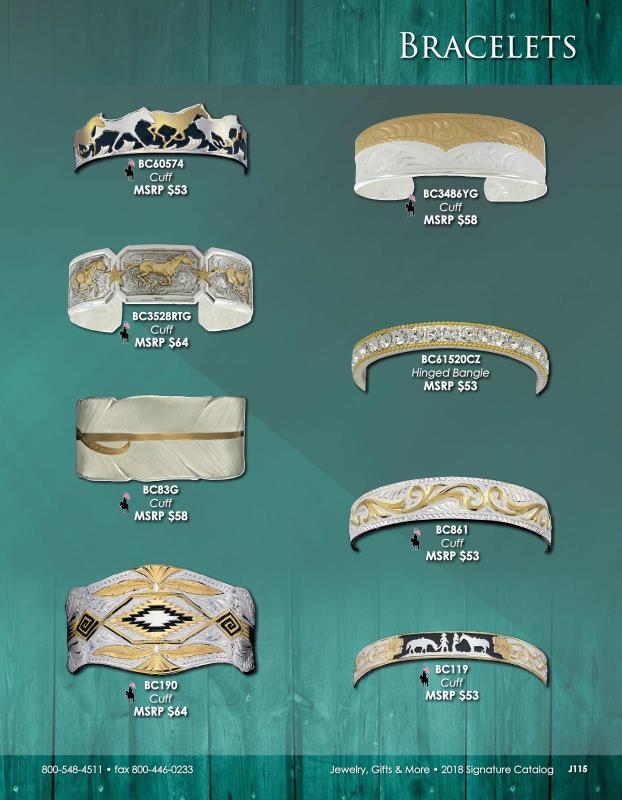 BRACELETS
BC60574
Cuff
MSRP $53
BC3486YG
Cuff
MSRP $58
BC3528RTG
Cuff
MSRP $64
BC61520CZ
Hinged Bangle
MSRP $53
BC83G
Cuff
MSRP $58
BC861
Cuff
MSRP $53
BC190
Cuff
MSRP $64
BC119
Cuff
MSRP $53
800-548-4511 • fax 800-446-0233
Jewelry, Gifts & More • 2018 Signature Catalog J115